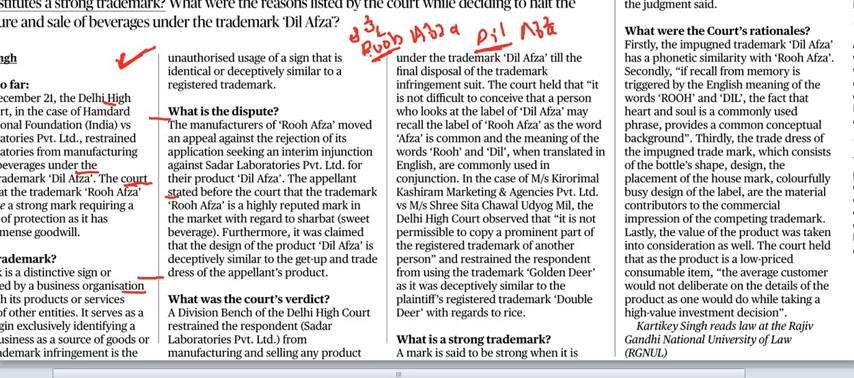 stitutes a strong trademark? What were the reasons listed by the court while deciding to halt the
ure and sale of beverages under the trademark ‘Dil Afza’?
Rooh Afza Dil Afza
ngh
o far:
ecember 21, the Delhi High
rt, in the case of Hamdard
onal Foundation (India) vs
ratories Pvt. Ltd., restrained
ratories from manufacturing
beverages under the
rademark ‘Dil Afza’. The court
at the trademark ‘Rooh Afza’
e a strong mark requiring a
of protection as it has
mense goodwill.
rademark?
k is a distinctive sign or
ed by a business organisation
h its products or services
of other entities. It serves as a
gin exclusively identifying a
usiness as a source of goods or
ademark infringement is the
unauthorised usage of a sign that is
identical or deceptively similar to a
registered trademark.
What is the dispute?
The manufacturers of ‘Rooh Afza’ moved
an appeal against the rejection of its
application seeking an interim injunction
against Sadar Laboratories Pvt. Ltd. for
their product ‘Dil Afza’. The appellant
stated before the court that the trademark
‘Rooh Afza’ is a highly reputed mark in
the market with regard to sharbat (sweet
beverage). Furthermore, it was claimed
that the design of the product ‘Dil Afza’ is
deceptively similar to the get-up and trade
dress of the appellant’s product.
What was the court’s verdict?
A Division Bench of the Delhi High Court
restrained the respondent (Sadar
Laboratories Pvt. Ltd.) from
manufacturing and selling any product
under the trademark ‘Dil Afza’ till the
final disposal of the trademark
infringement suit. The court held that “it
is not difficult to conceive that a person
who looks at the label of ‘Dil Afza’ may
recall the label of ‘Rooh Afza’ as the word
‘Afza’ is common and the meaning of
the words ‘Rooh’ and ‘Dil’, when translated in
English, are commonly used in
conjunction. In the case of M/s Kirorimal
Kashiram Marketing & Agencies Pvt. Ltd.
vs M/s Shree Sita Chawal Udyog Mil, the
Delhi High Court observed that “it is not
permissible to copy a prominent part of
the registered trademark of another
person” and restrained the respondent
from using the trademark ‘Golden Deer’
as it was deceptively similar to the
plaintiff’s registered trademark ‘Double
Deer’ with regards to rice.
What is a strong trademark?
A mark is said to be strong when it is
the judgment said.
What were the Court’s rationales?
Firstly, the impugned trademark ‘Dil Afza’
has a phonetic similarity with ‘Rooh Afza’.
Secondly, “if recall from memory is
triggered by the English meaning of the
words ‘ROOH’ and ‘DIL’, the fact that
heart and soul is a commonly used
phrase, provides a common conceptual
background”. Thirdly, the trade dress of
the impugned trade mark, which consists
of the bottle’s shape, design, the
placement of the house mark, colourfully
busy design of the label, are the material
contributors to the commercial
impression of the competing trademark.
Lastly, the value of the product was taken
into consideration as well. The court held
that as the product is a low-priced
consumable item, “the average customer
would not deliberate on the details of the
product as one would do while taking a
high-value investment decision”.
Kartikey Singh reads law at the Rajiv
Gandhi National University of Law
(RGNUL)